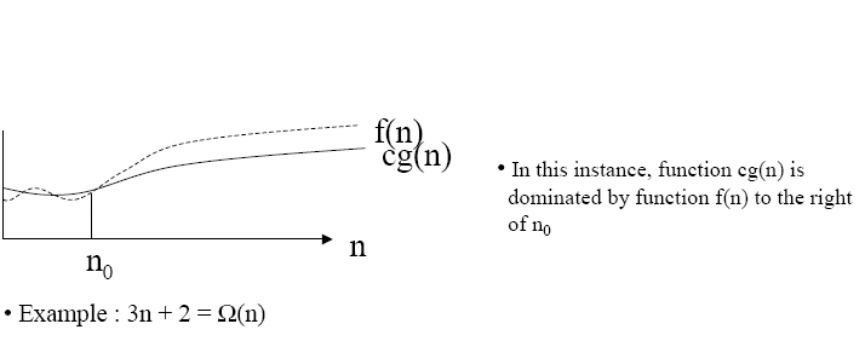 f(n)
cg(n)
n
n₀
• Example : 3n + 2 = Ω(n)
• In this instance, function cg(n) is
dominated by function f(n) to the right
of n₀